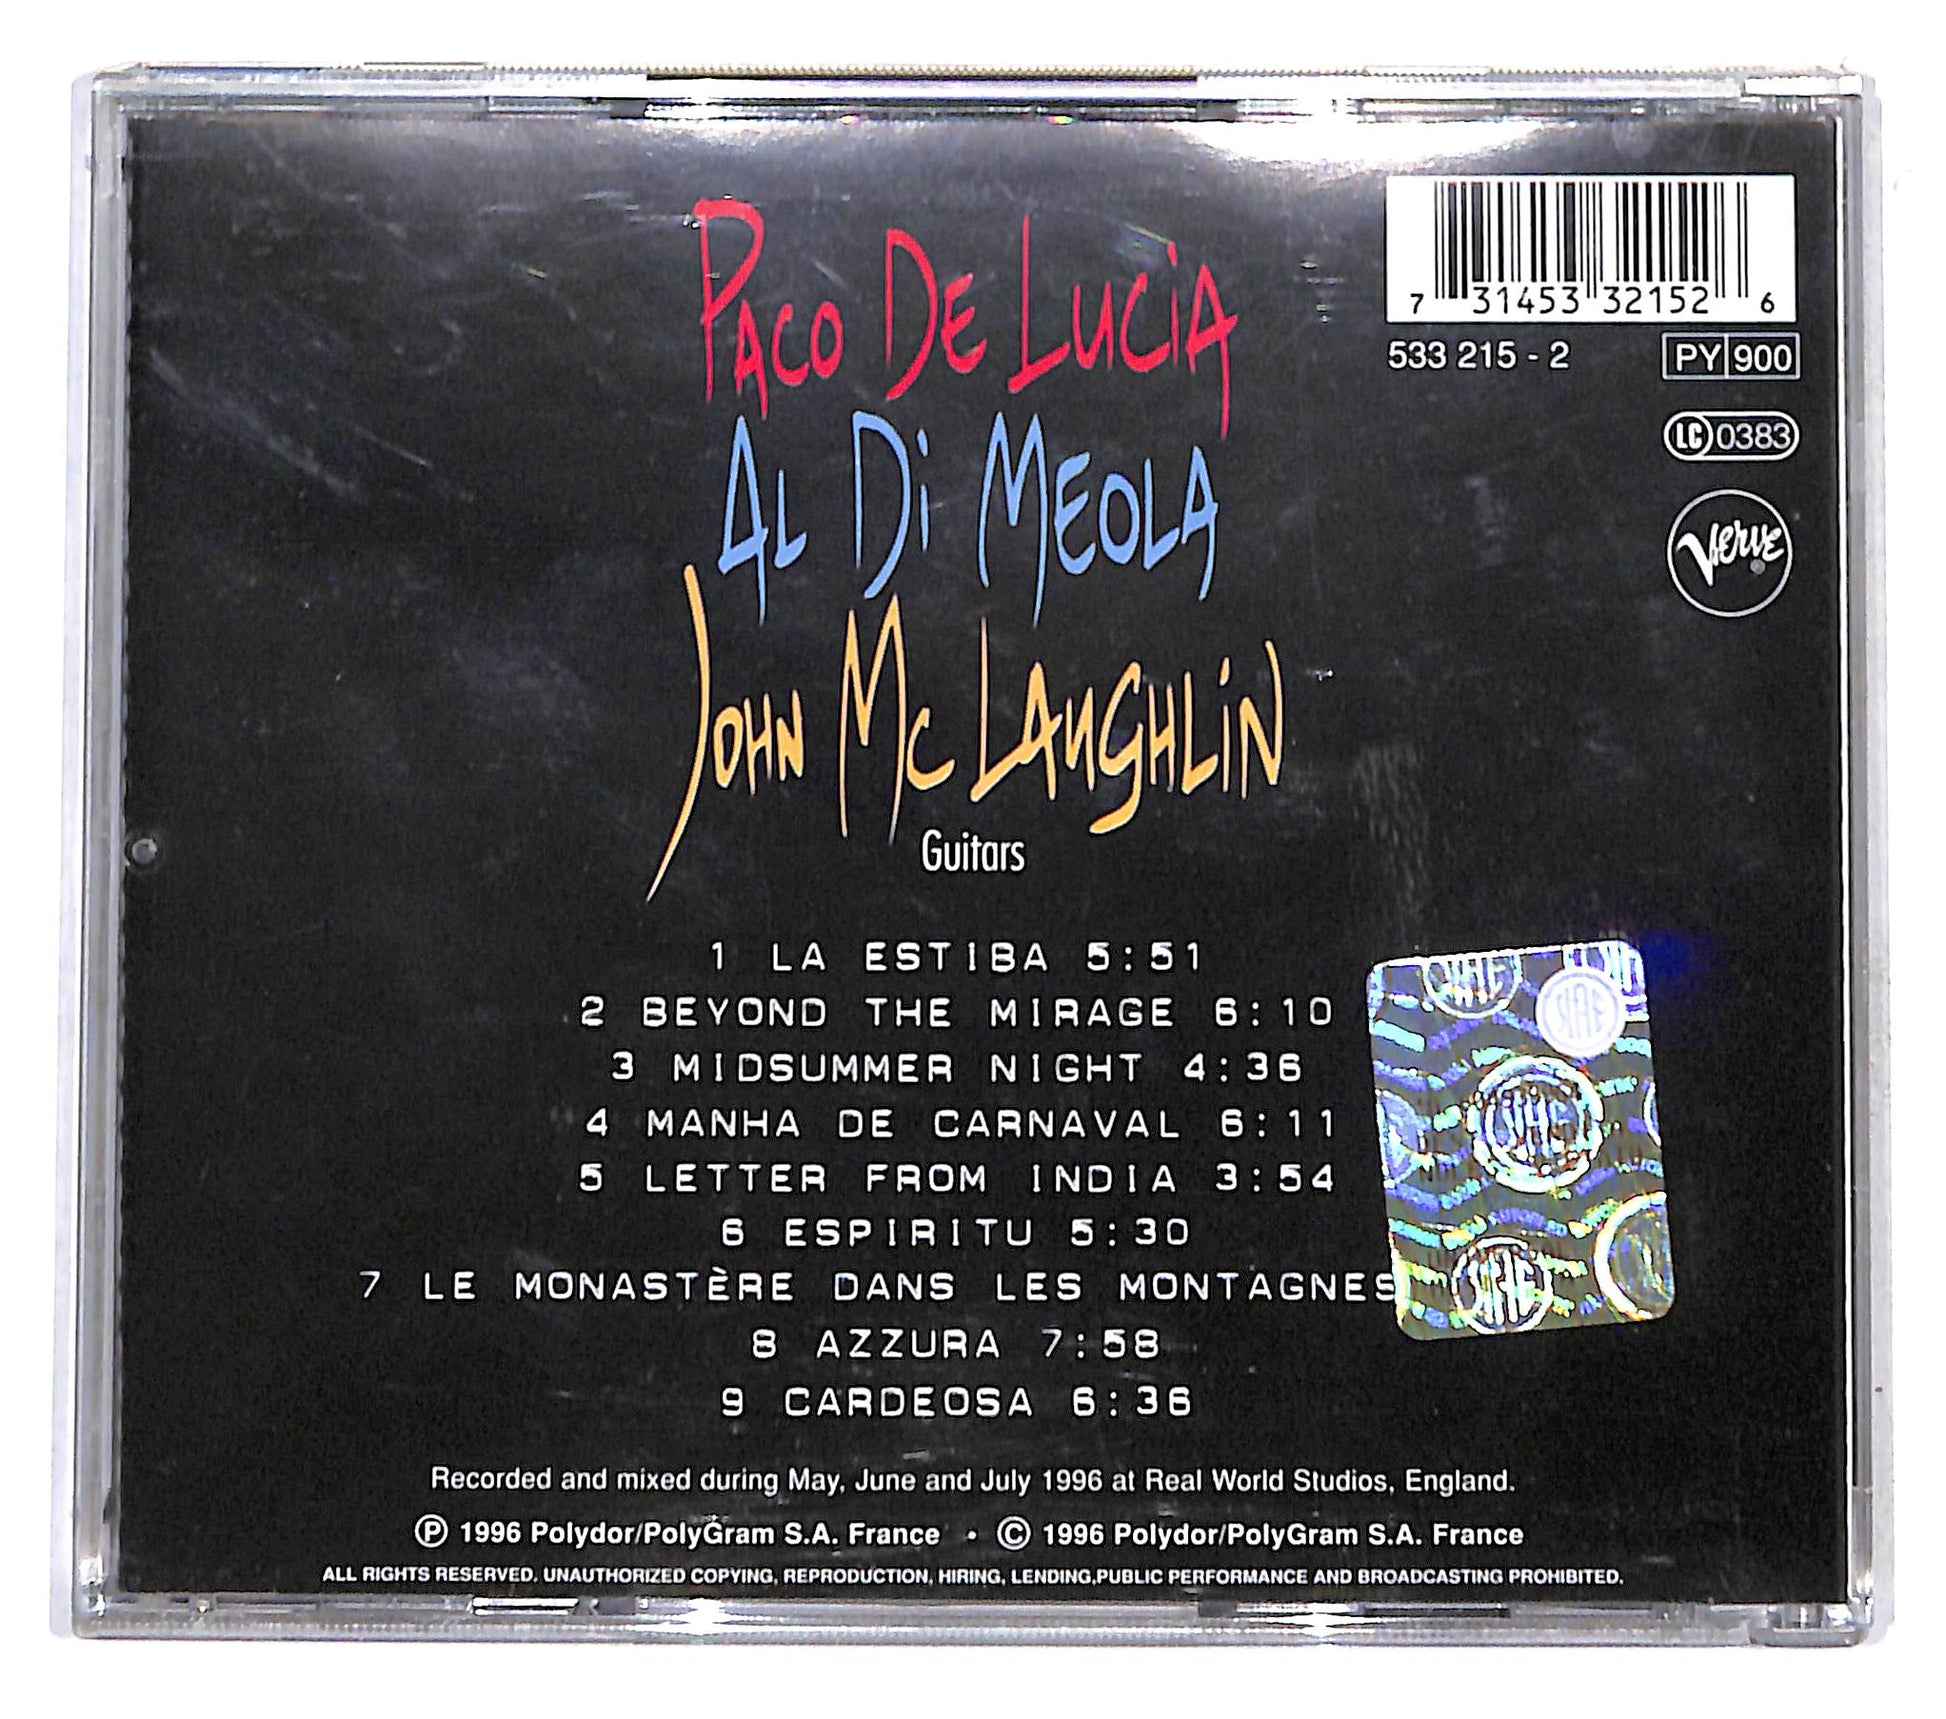 PACO DE LUCIA
AL DI MEOLA
JOHN MC LAUGHLIN
Guitars
7 31453 32152 6
533 215 - 2
PY 900
LC 0383
Verve
1 LA ESTIBA 5:51
2 BEYOND THE MIRAGE 6:10
3 MIDSUMMER NIGHT 4:36
4 MANHA DE CARNAVAL 6:11
5 LETTER FROM INDIA 3:54
6 ESPIRITU 5:30
7 LE MONASTÈRE DANS LES MONTAGNES
8 AZZURA 7:58
9 CARDEOSA 6:36
SIAE
Recorded and mixed during May, June and July 1996 at Real World Studios, England.
Ⓟ 1996 Polydor/PolyGram S.A. France • © 1996 Polydor/PolyGram S.A. France
ALL RIGHTS RESERVED. UNAUTHORIZED COPYING, REPRODUCTION, HIRING, LENDING,PUBLIC PERFORMANCE AND BROADCASTING PROHIBITED.